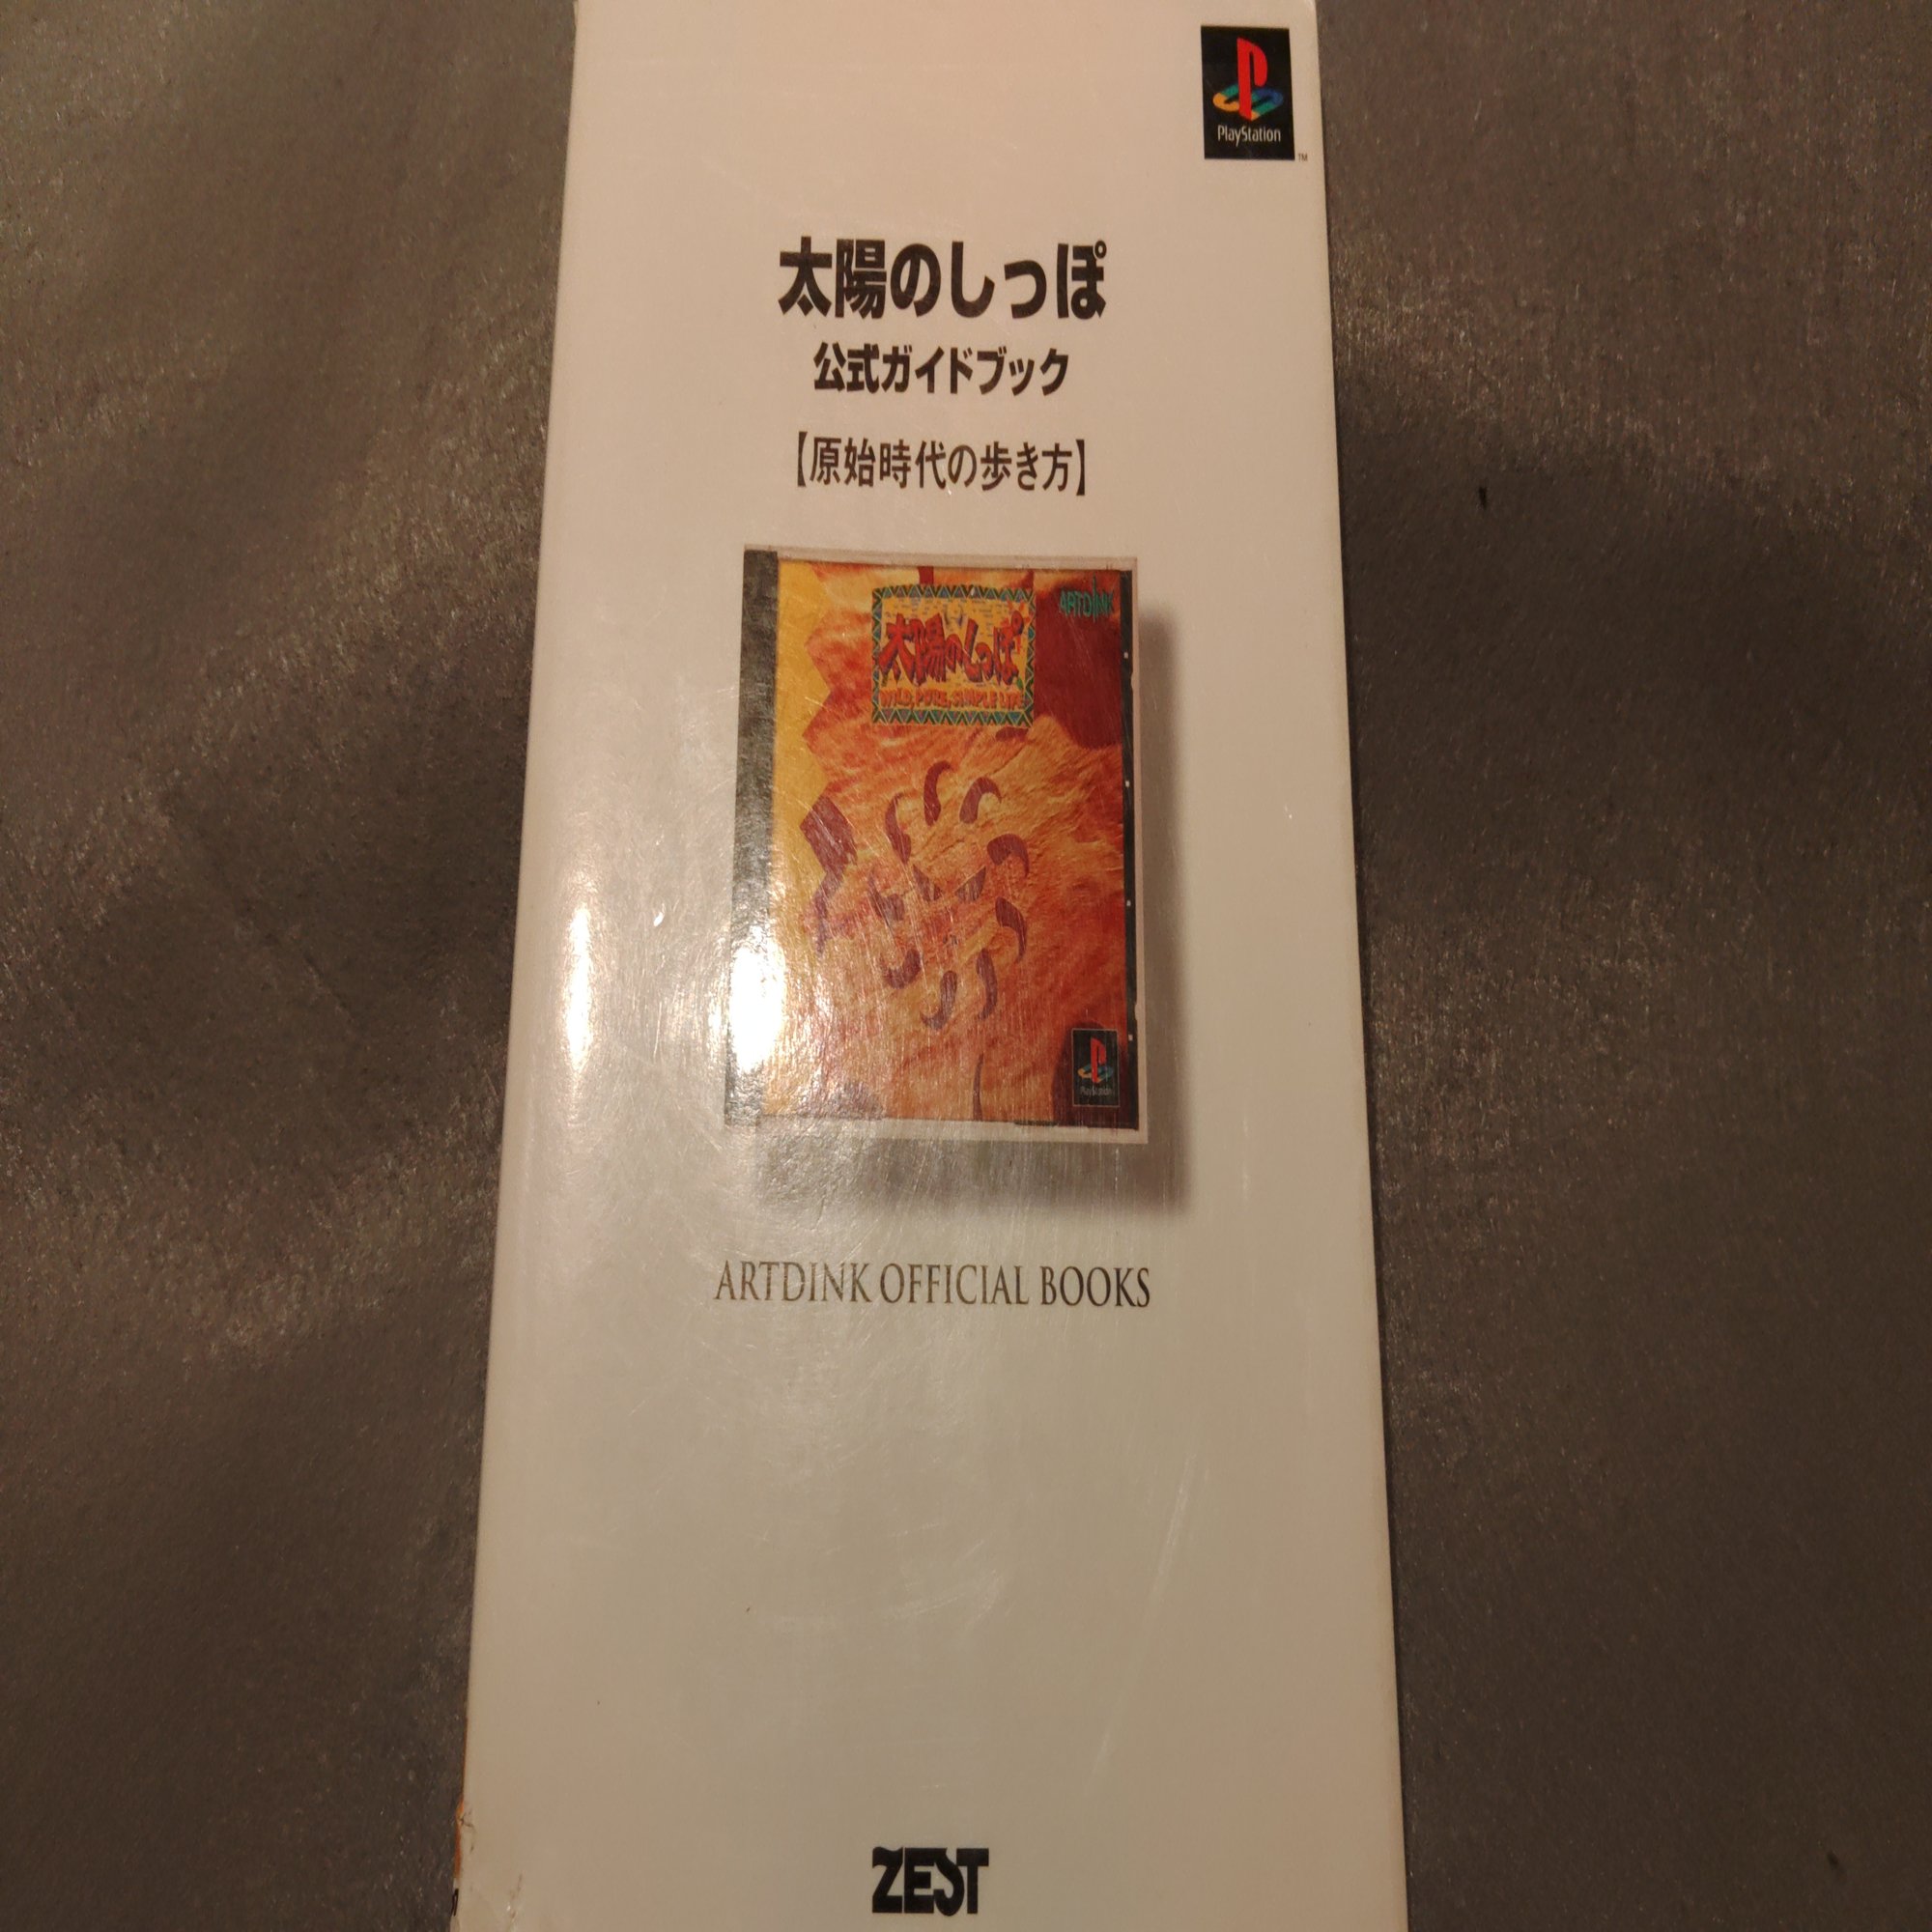 PlayStation
TM
太陽のしっぽ
公式ガイドブック
【原始時代の歩き方】
ARTDINK
太陽のしっぽ
WILD, PURE, SIMPLE LIFE
PlayStation
ARTDINK OFFICIAL BOOKS
ZEST